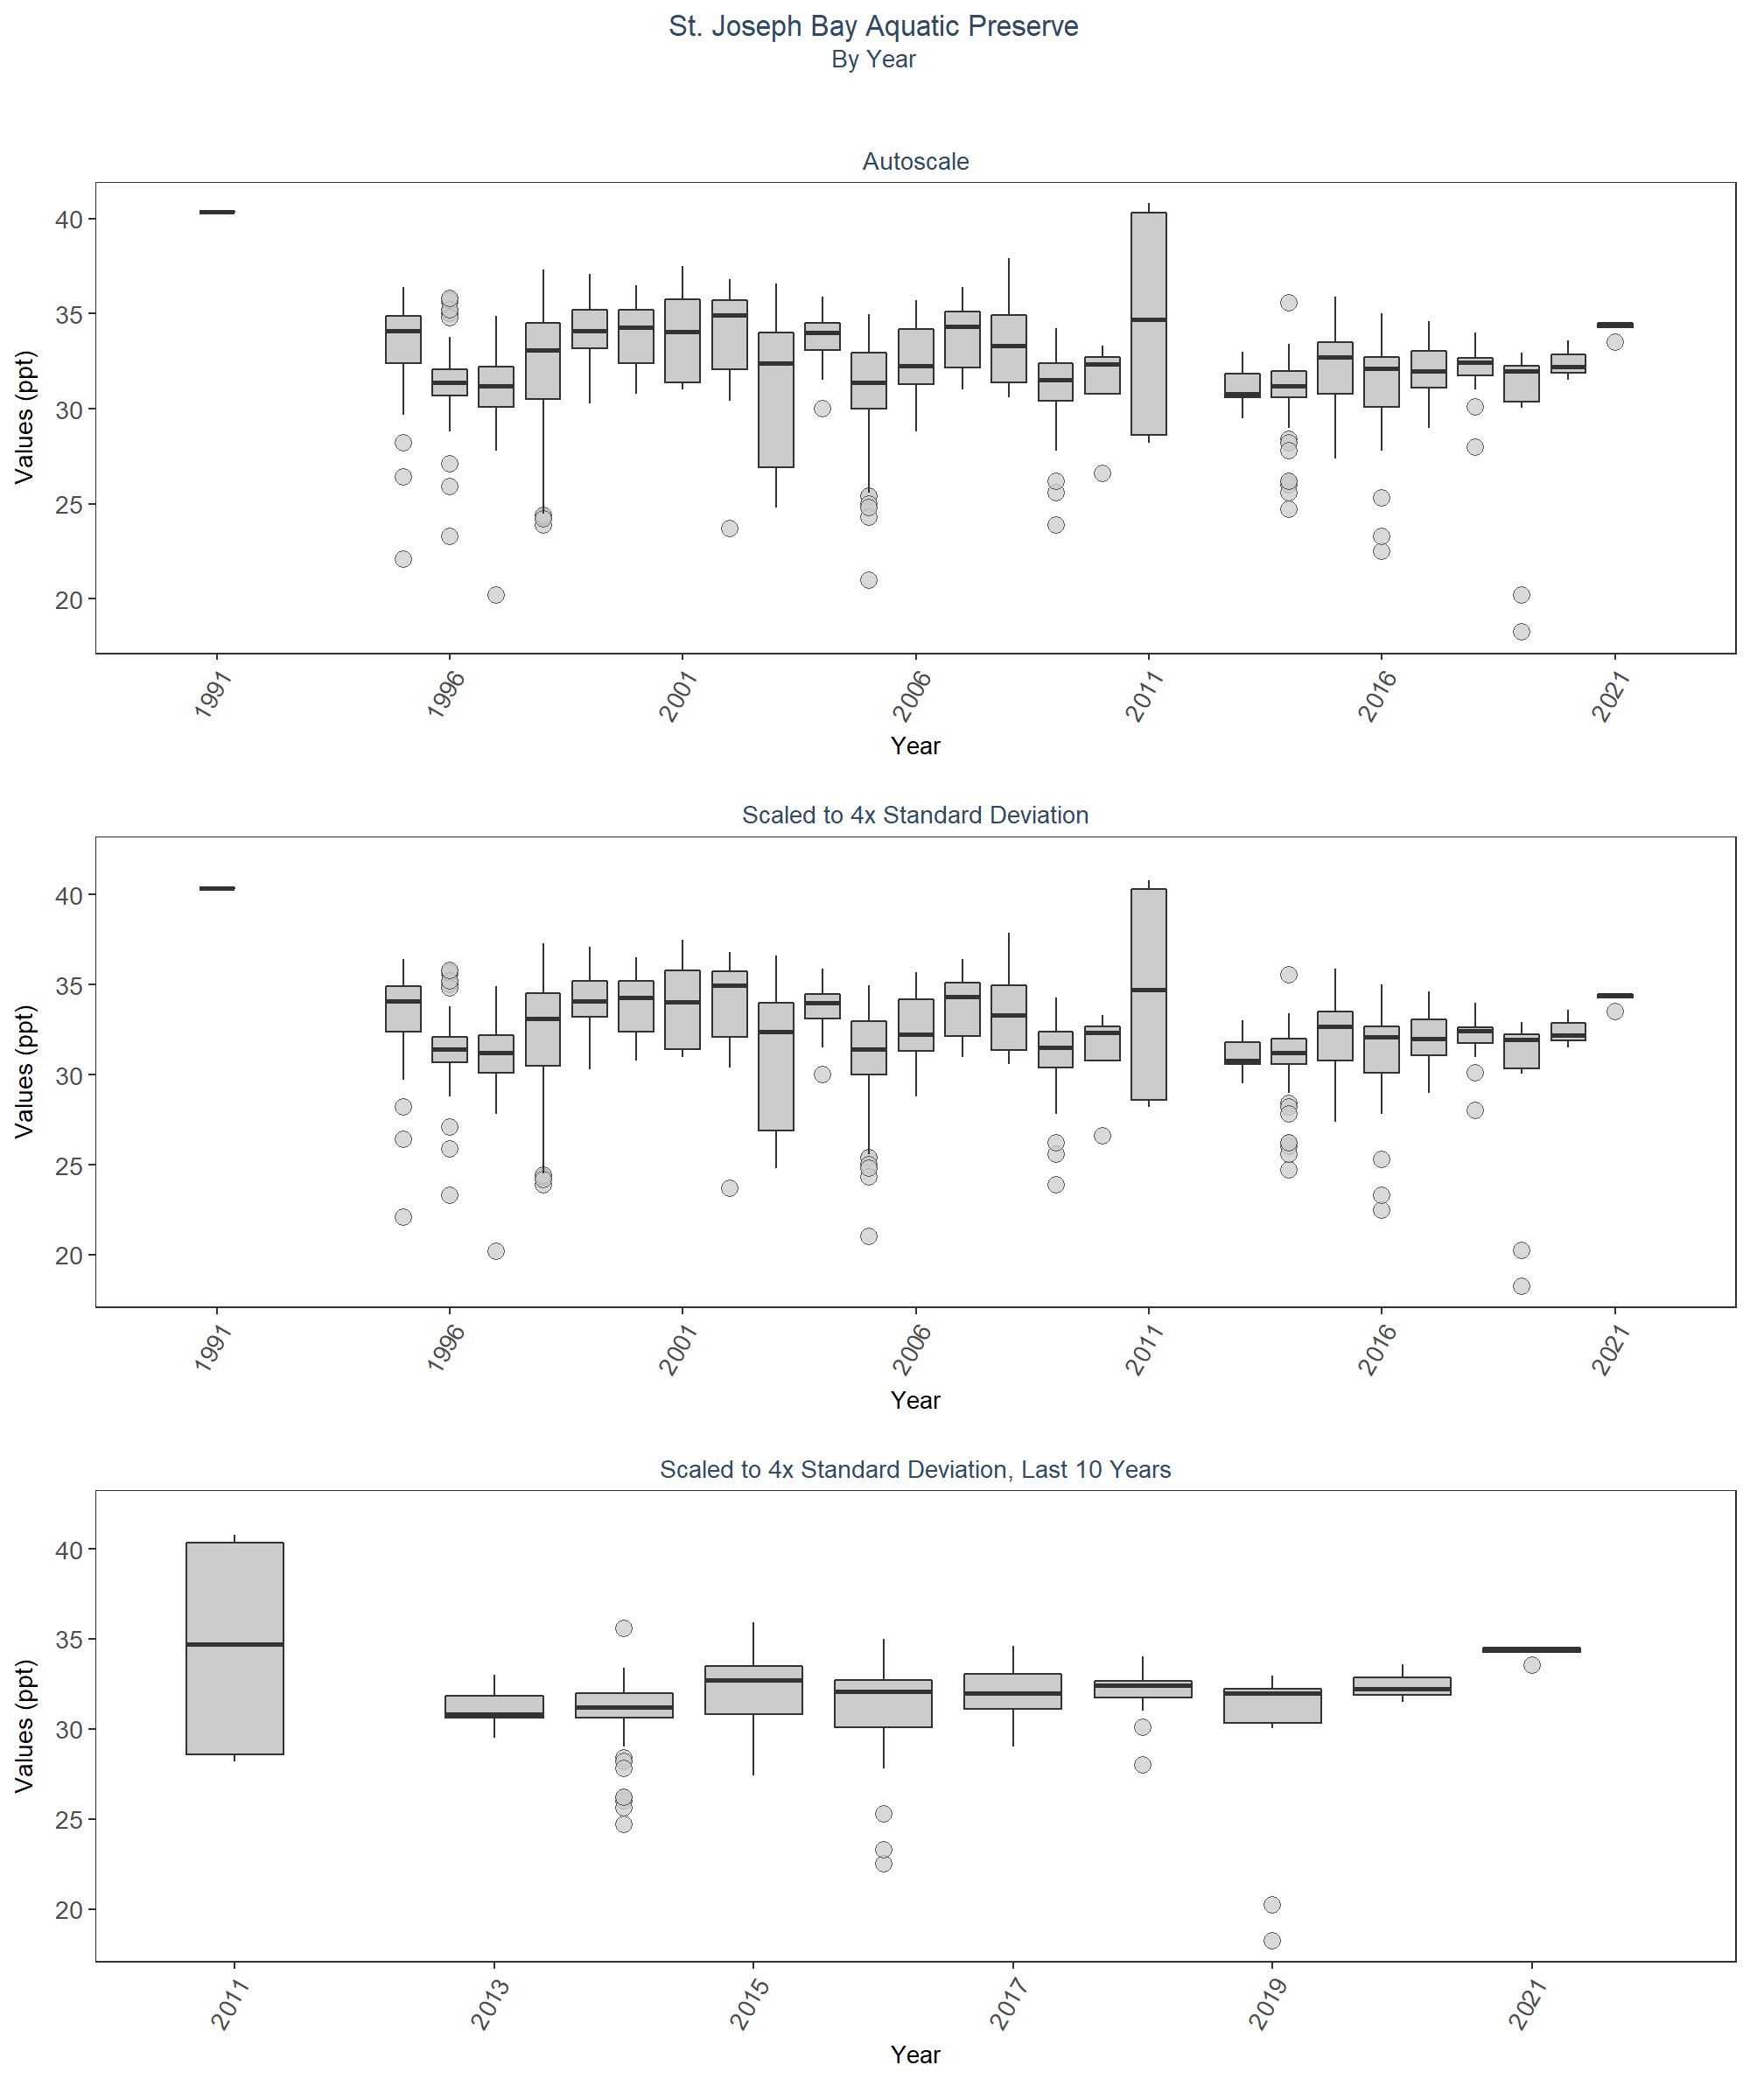 St. Joseph Bay Aquatic Preserve
By Year
Autoscale
Values (ppt)
40
35
30
25
20
1991 1996 2001 2006 2011 2016 2021
Year
Scaled to 4x Standard Deviation
Values (ppt)
40
35
30
25
20
1991 1996 2001 2006 2011 2016 2021
Year
Scaled to 4x Standard Deviation, Last 10 Years
Values (ppt)
40
35
30
25
20
2011 2013 2015 2017 2019 2021
Year